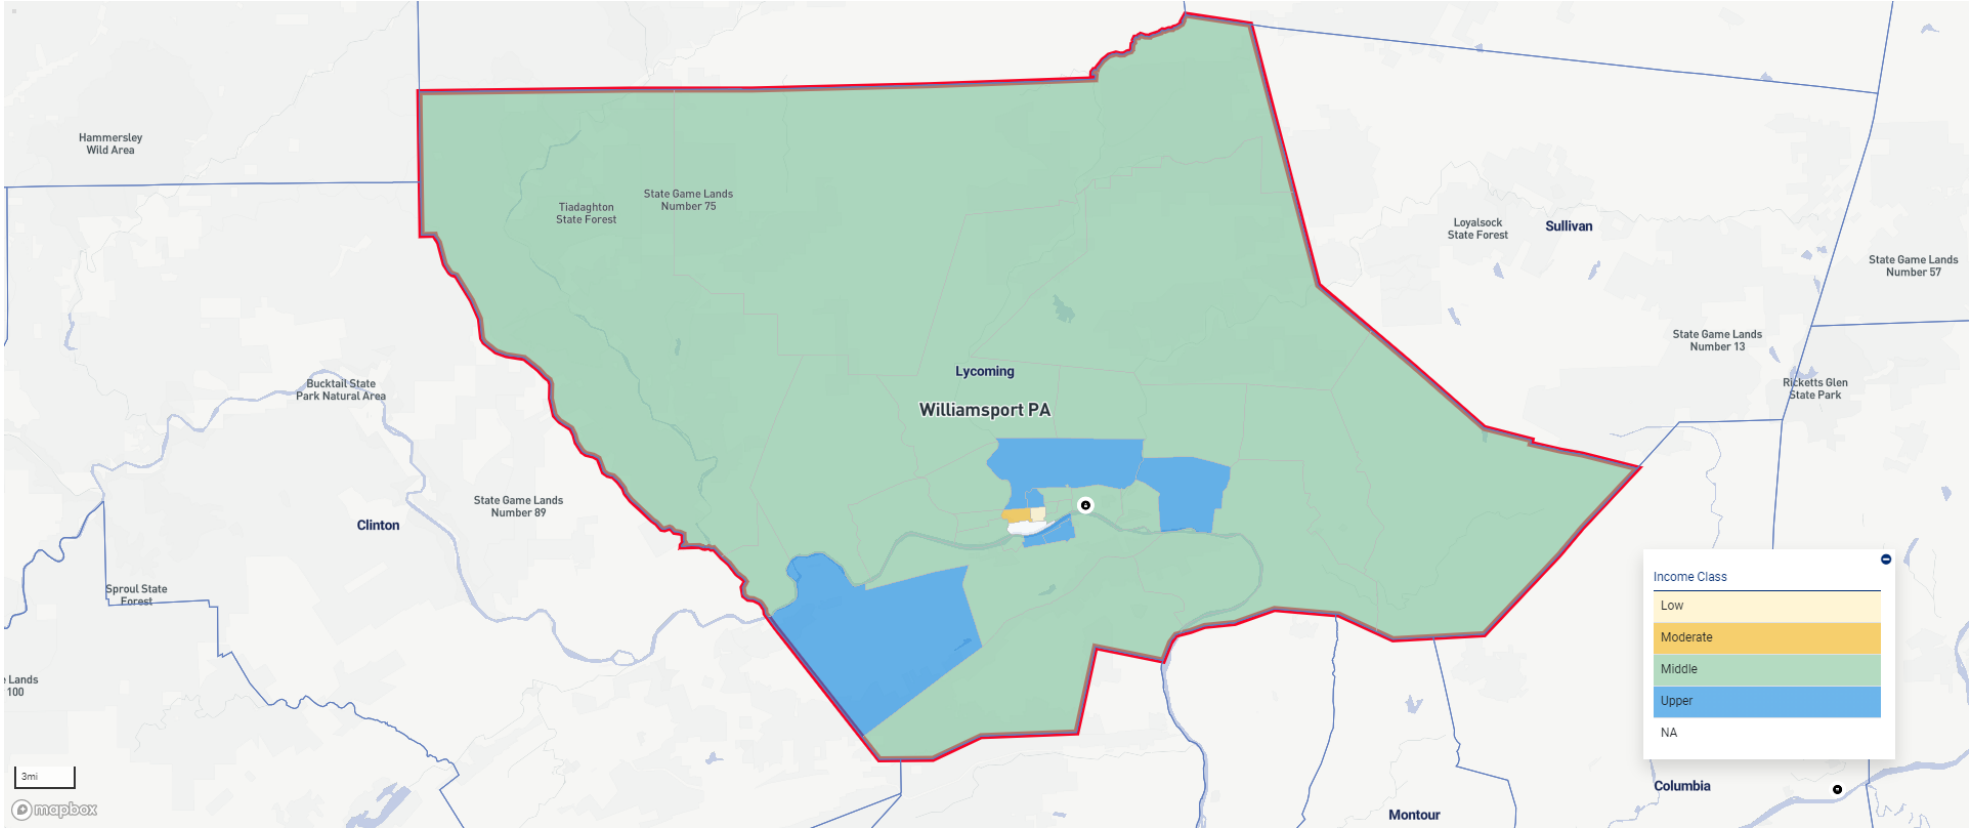 Hammersley
Wild Area
State Game Lands
Number 75
Tiadaghton
State Forest
Loyalsock
State Forest
Sullivan
State Game Lands
Number 57
State Game Lands
Number 13
Lycoming
Bucktail State
Park Natural Area
Ricketts Glen
State Park
Williamsport PA
State Game Lands
Number 89
Clinton
Sproul State
Forest
Income Class
Low
Moderate
Middle
Upper
NA
e Lands
100
3mi
mapbox
Columbia
Montour